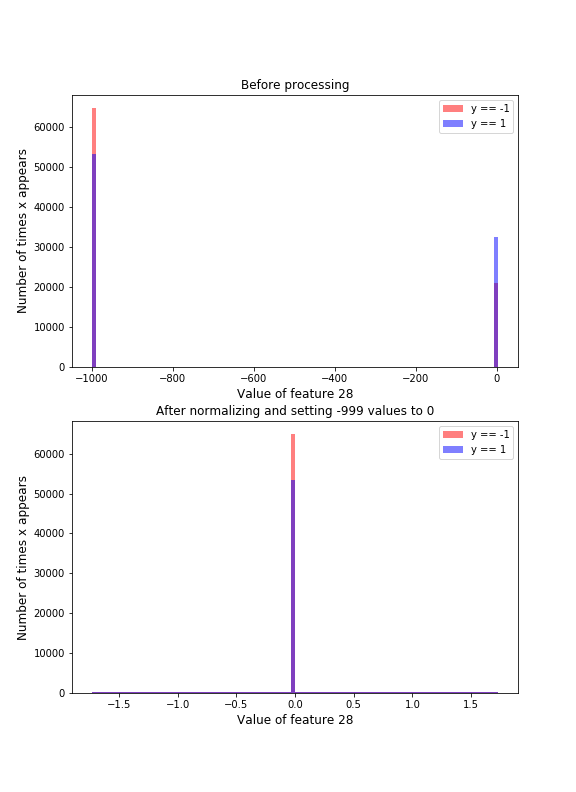 Before processing
y == -1
y == 1
Number of times x appears
60000
50000
40000
30000
20000
10000
0
−1000 −800 −600 −400 −200 0
Value of feature 28
After normalizing and setting -999 values to 0
y == -1
y == 1
Number of times x appears
60000
50000
40000
30000
20000
10000
0
−1.5 −1.0 −0.5 0.0 0.5 1.0 1.5
Value of feature 28